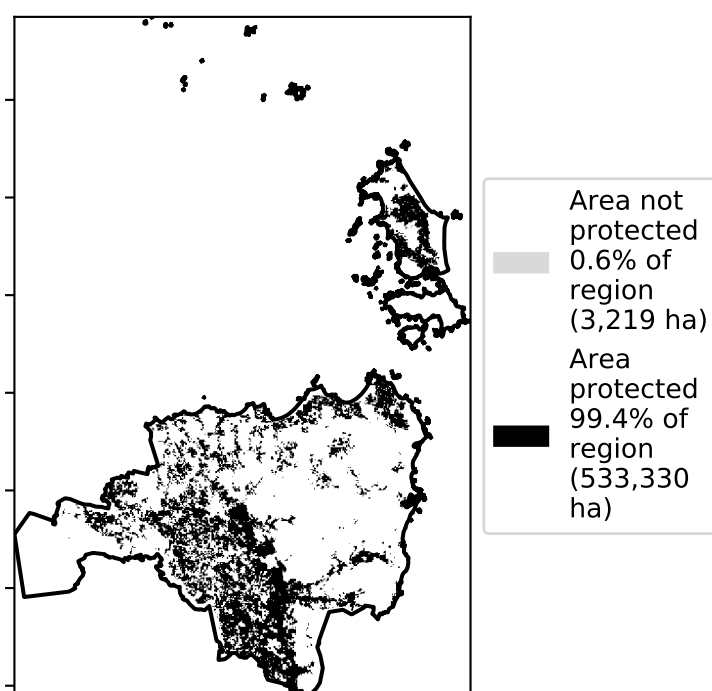 Area not
protected
0.6% of
region
(3,219 ha)
Area
protected
99.4% of
region
(533,330
ha)